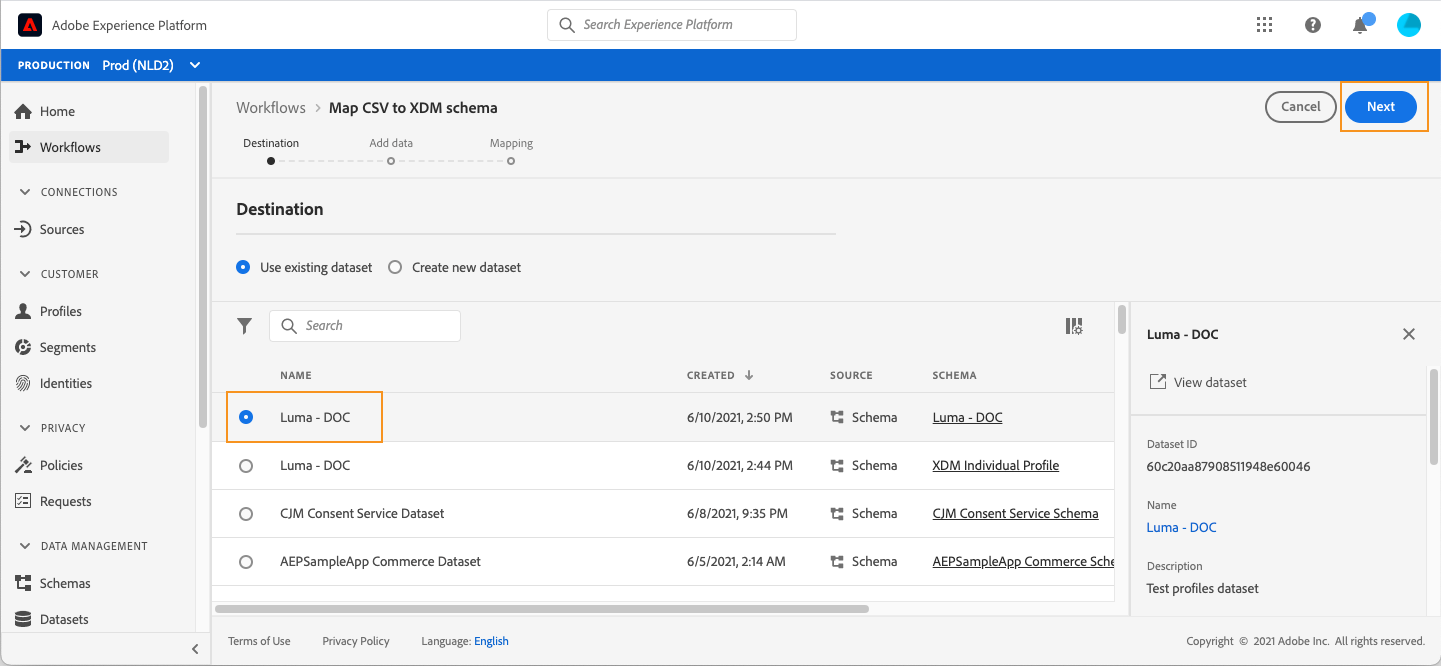 Adobe Experience Platform
Search Experience Platform
PRODUCTION Prod (NLD2)
Home
Workflows
CONNECTIONS
Sources
CUSTOMER
Profiles
Segments
Identities
PRIVACY
Policies
Requests
DATA MANAGEMENT
Schemas
Datasets
Workflows > Map CSV to XDM schema
Cancel
Next
Destination Add data Mapping
Destination
Use existing dataset Create new dataset
Search
NAME CREATED ↓ SOURCE SCHEMA
Luma - DOC 6/10/2021, 2:50 PM Schema Luma - DOC
Luma - DOC 6/10/2021, 2:44 PM Schema XDM Individual Profile
CJM Consent Service Dataset 6/8/2021, 9:35 PM Schema CJM Consent Service Schema
AEPSampleApp Commerce Dataset 6/5/2021, 2:14 AM Schema AEPSampleApp Commerce Sche
Luma - DOC
View dataset
Dataset ID
60c20aa87908511948e60046
Name
Luma - DOC
Description
Test profiles dataset
Terms of Use Privacy Policy Language: English
Copyright © 2021 Adobe Inc. All rights reserved.